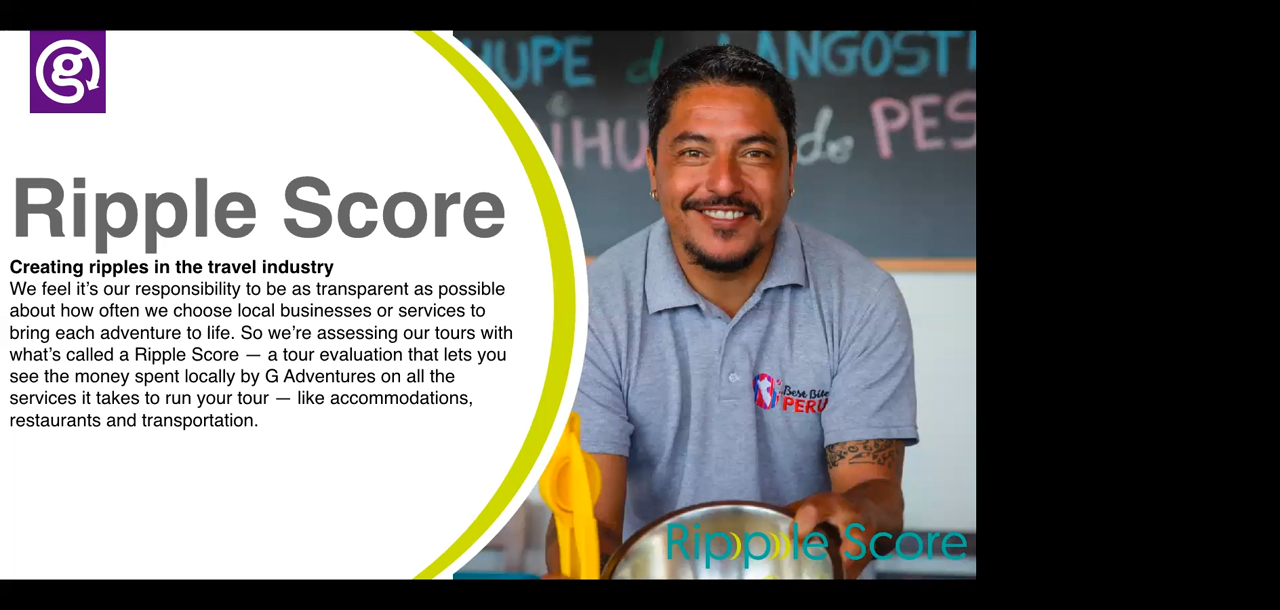 g
HUPE d LANGOSTI
iHU de PES
Ripple Score
Creating ripples in the travel industry
We feel it’s our responsibility to be as transparent as possible
about how often we choose local businesses or services to
bring each adventure to life. So we’re assessing our tours with
what’s called a Ripple Score — a tour evaluation that lets you
see the money spent locally by G Adventures on all the
services it takes to run your tour — like accommodations,
restaurants and transportation.
Best Bite
PERU
Ripple Score